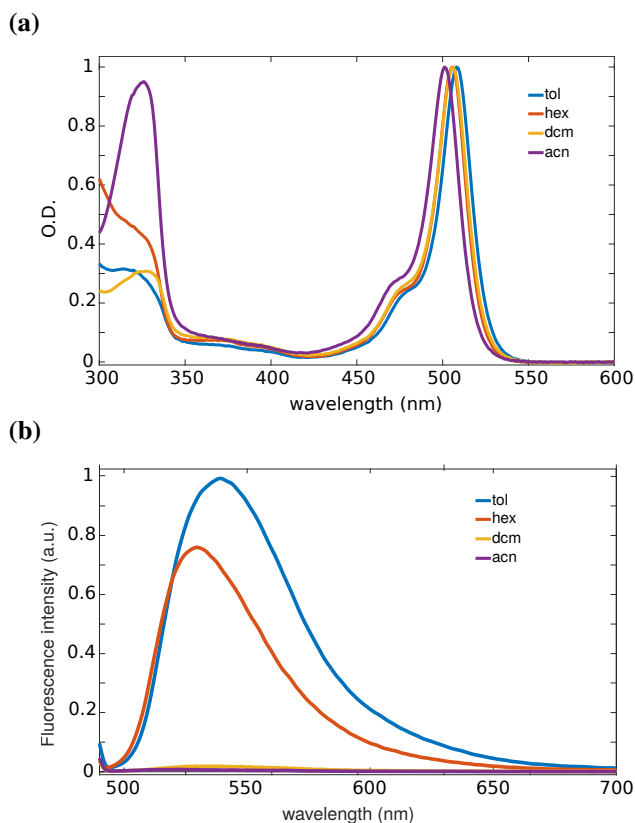 (a)
1
0.8
0.6
0.4
0.2
0
O.D.
tol
hex
dcm
acn
300 350 400 450 500 550 600
wavelength (nm)
(b)
1
0.8
0.6
0.4
0.2
0
Fluorescence intensity (a.u.)
tol
hex
dcm
acn
500 550 600 650 700
wavelength (nm)